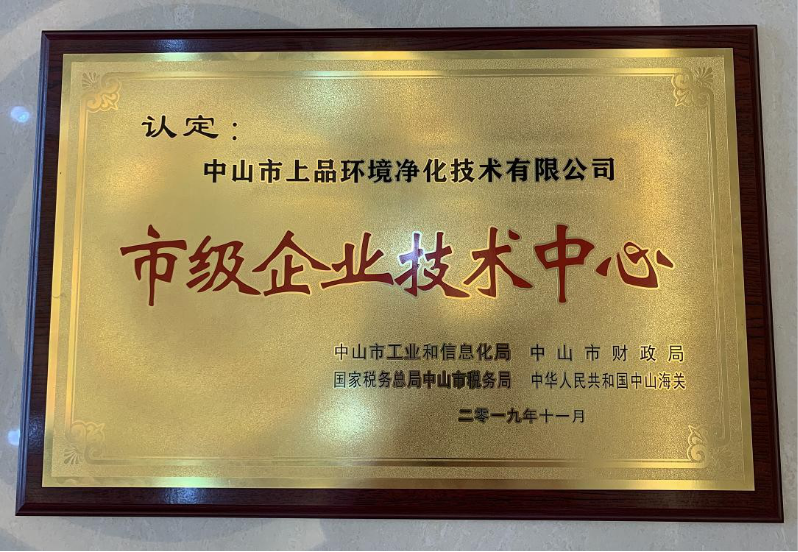 认定：
中山市上品环境净化技术有限公司
市级企业技术中心
中山市工业和信息化局 中山市财政局
国家税务总局中山市税务局 中华人民共和国中山海关
二零一九年十一月